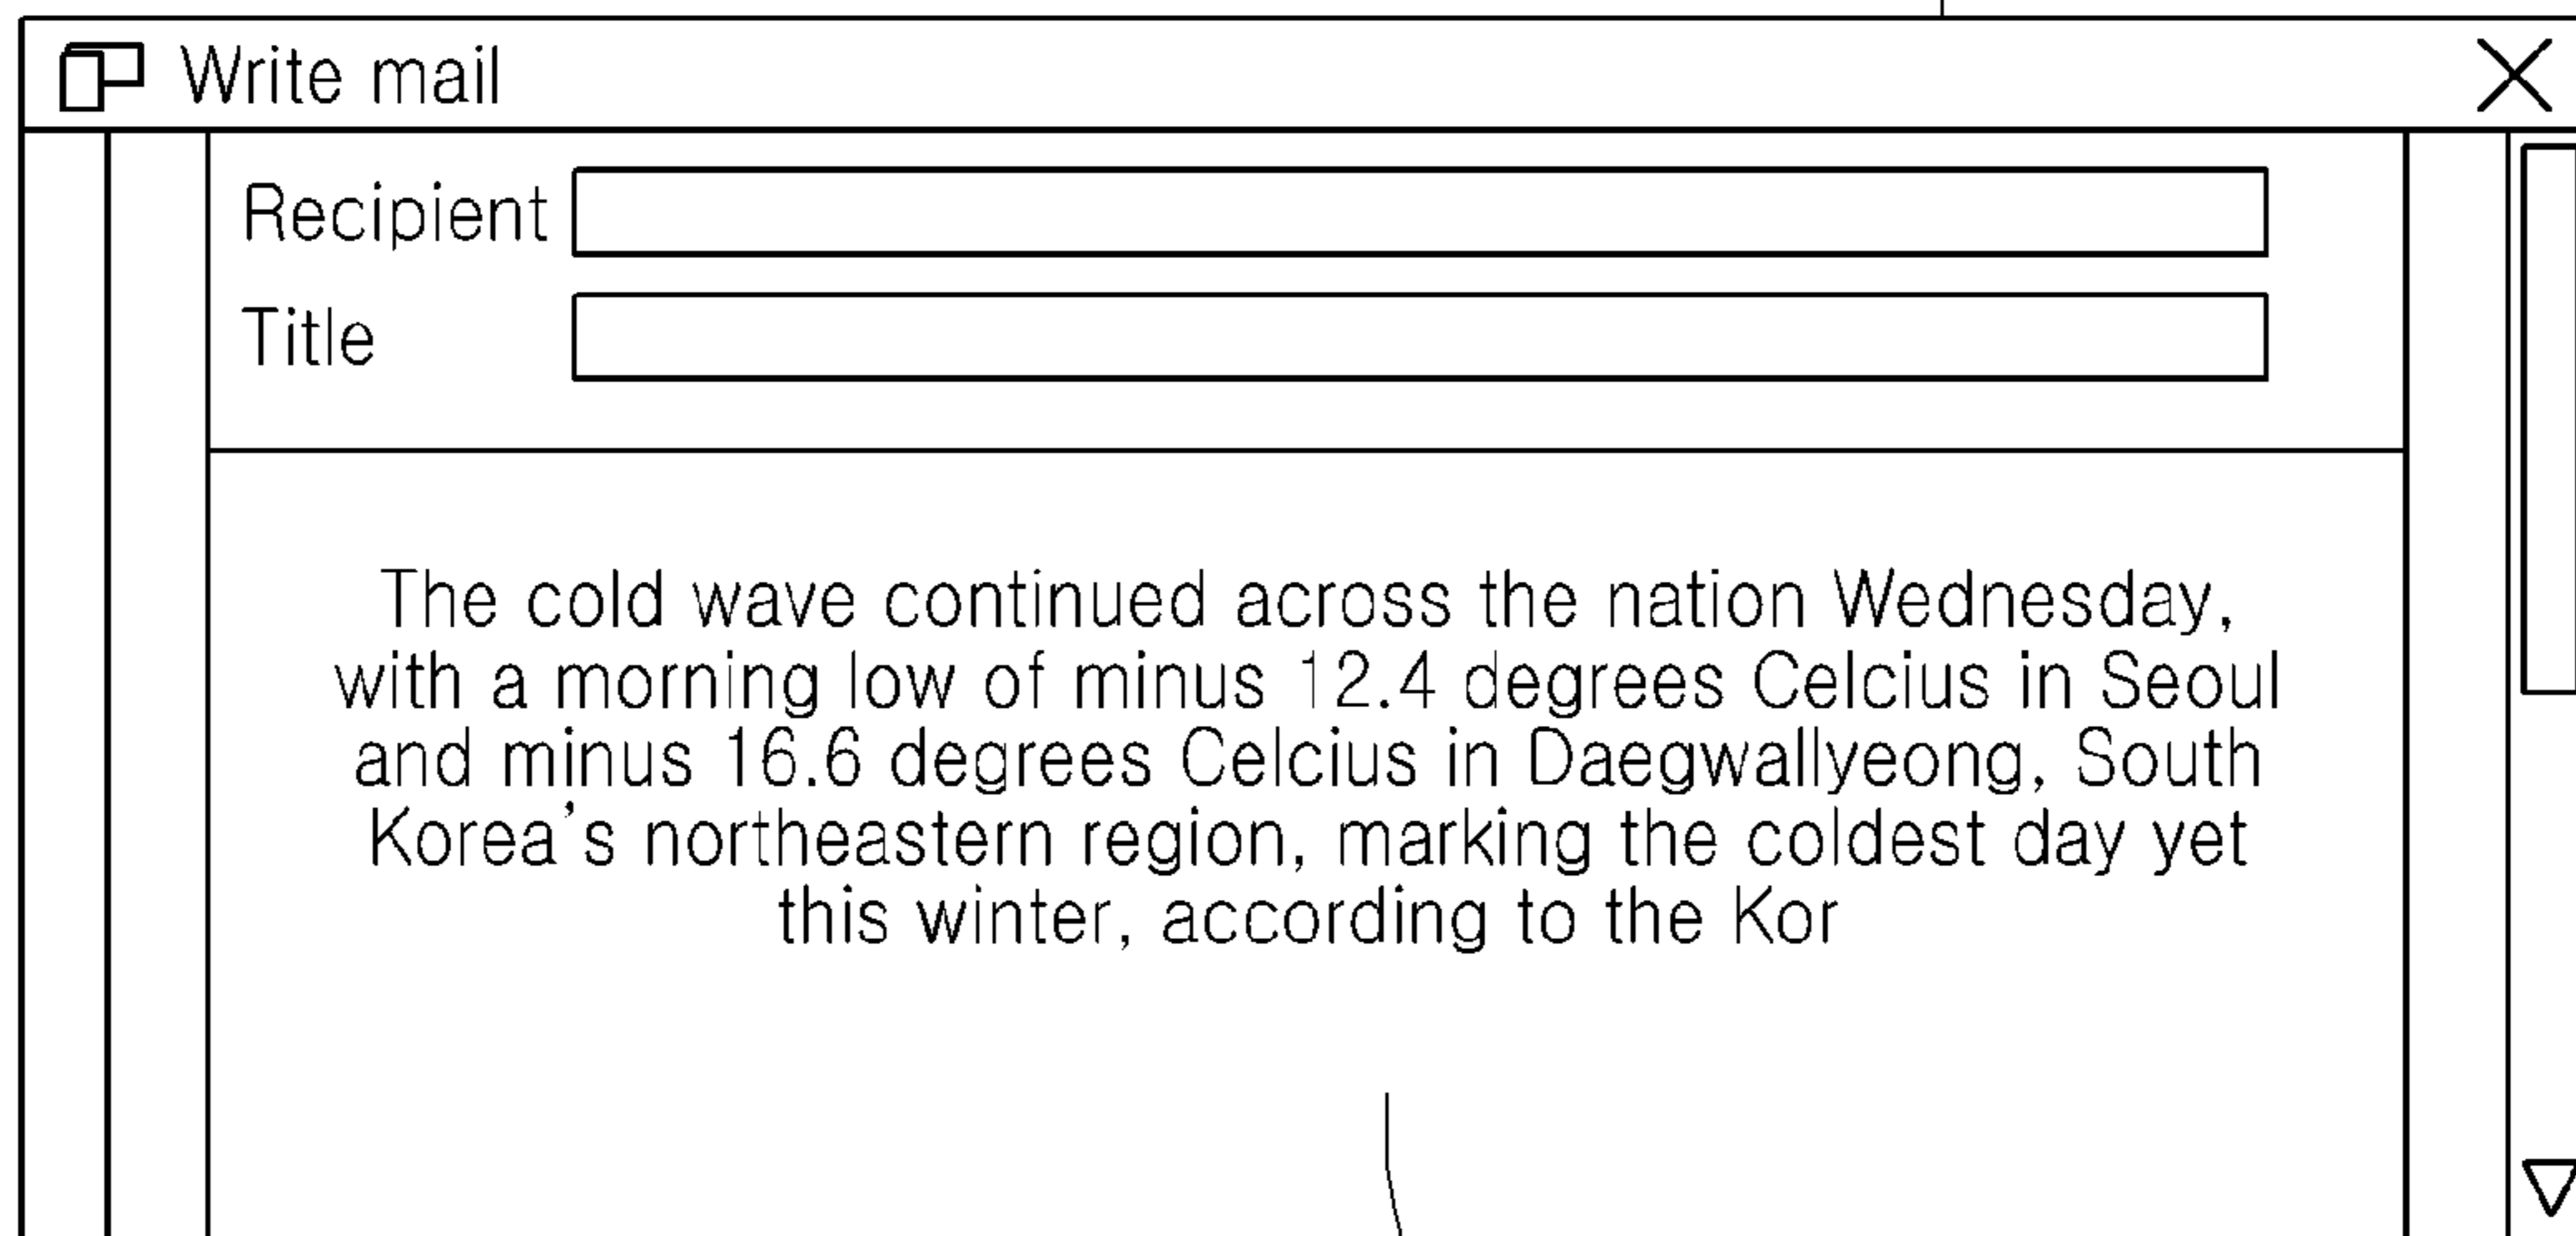 Write mail
Recipient
Title
The cold wave continued across the nation Wednesday,
with a morning low of minus 12.4 degrees Celcius in Seoul
and minus 16.6 degrees Celcius in Daegwallyeong, South
Korea's northeastern region, marking the coldest day yet
this winter, according to the Kor